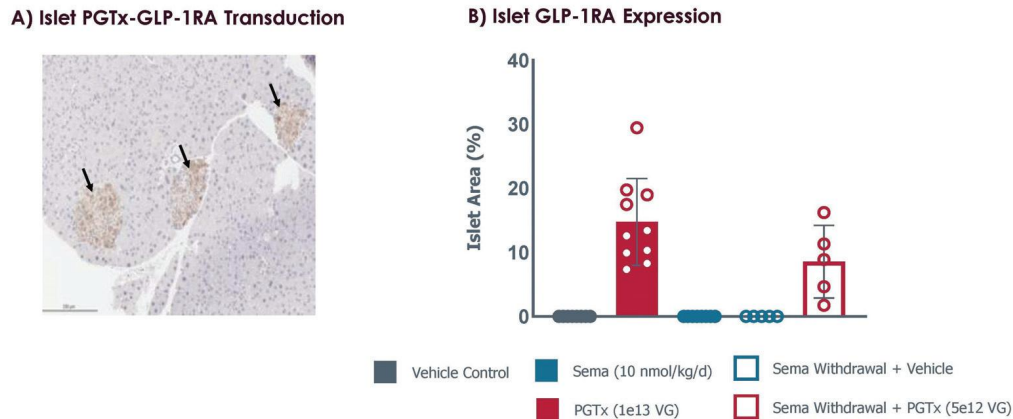 A) Islet PGTx-GLP-1RA Transduction
B) Islet GLP-1RA Expression
Islet Area (%)
40
30
20
10
0
Vehicle Control
Sema (10 nmol/kg/d)
Sema Withdrawal + Vehicle
PGTx (1e13 VG)
Sema Withdrawal + PGTx (5e12 VG)